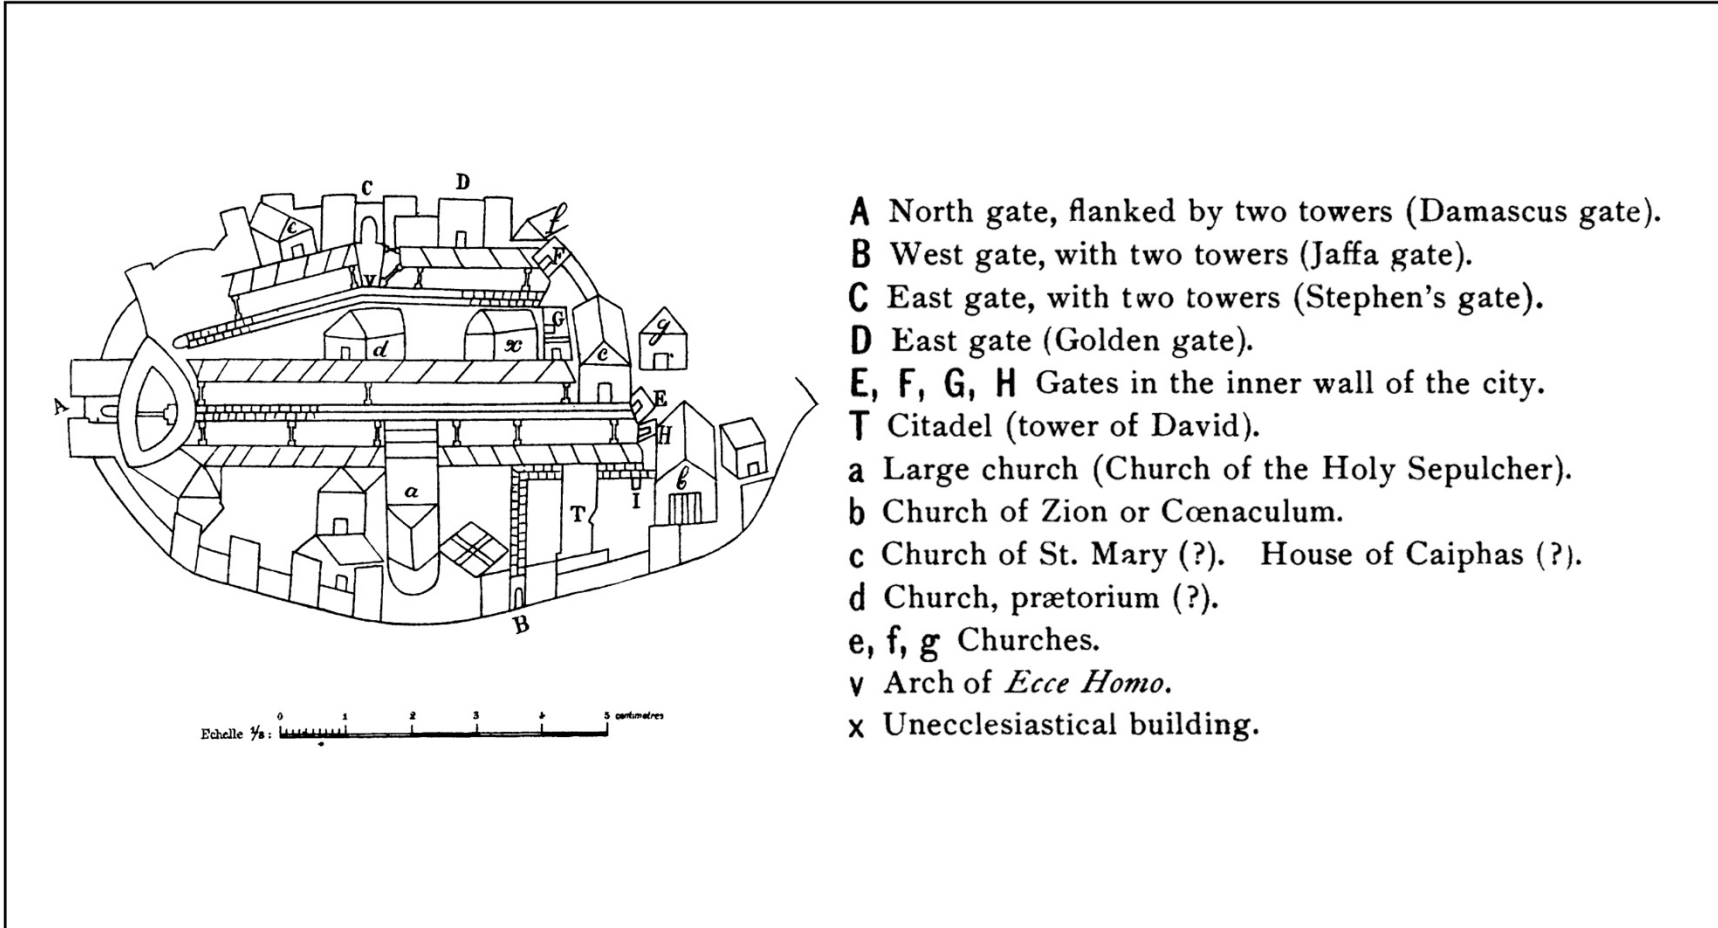 C
D
c
f
F
V
G
g
d
x
c
A
E
H
a
b
I
T
B
Echelle 1/2 :
0 1 2 3 4 5 centimetres
A North gate, flanked by two towers (Damascus gate).
B West gate, with two towers (Jaffa gate).
C East gate, with two towers (Stephen's gate).
D East gate (Golden gate).
E, F, G, H Gates in the inner wall of the city.
T Citadel (tower of David).
a Large church (Church of the Holy Sepulcher).
b Church of Zion or Cœnaculum.
c Church of St. Mary (?). House of Caiphas (?).
d Church, prætorium (?).
e, f, g Churches.
v Arch of Ecce Homo.
x Unecclesiastical building.